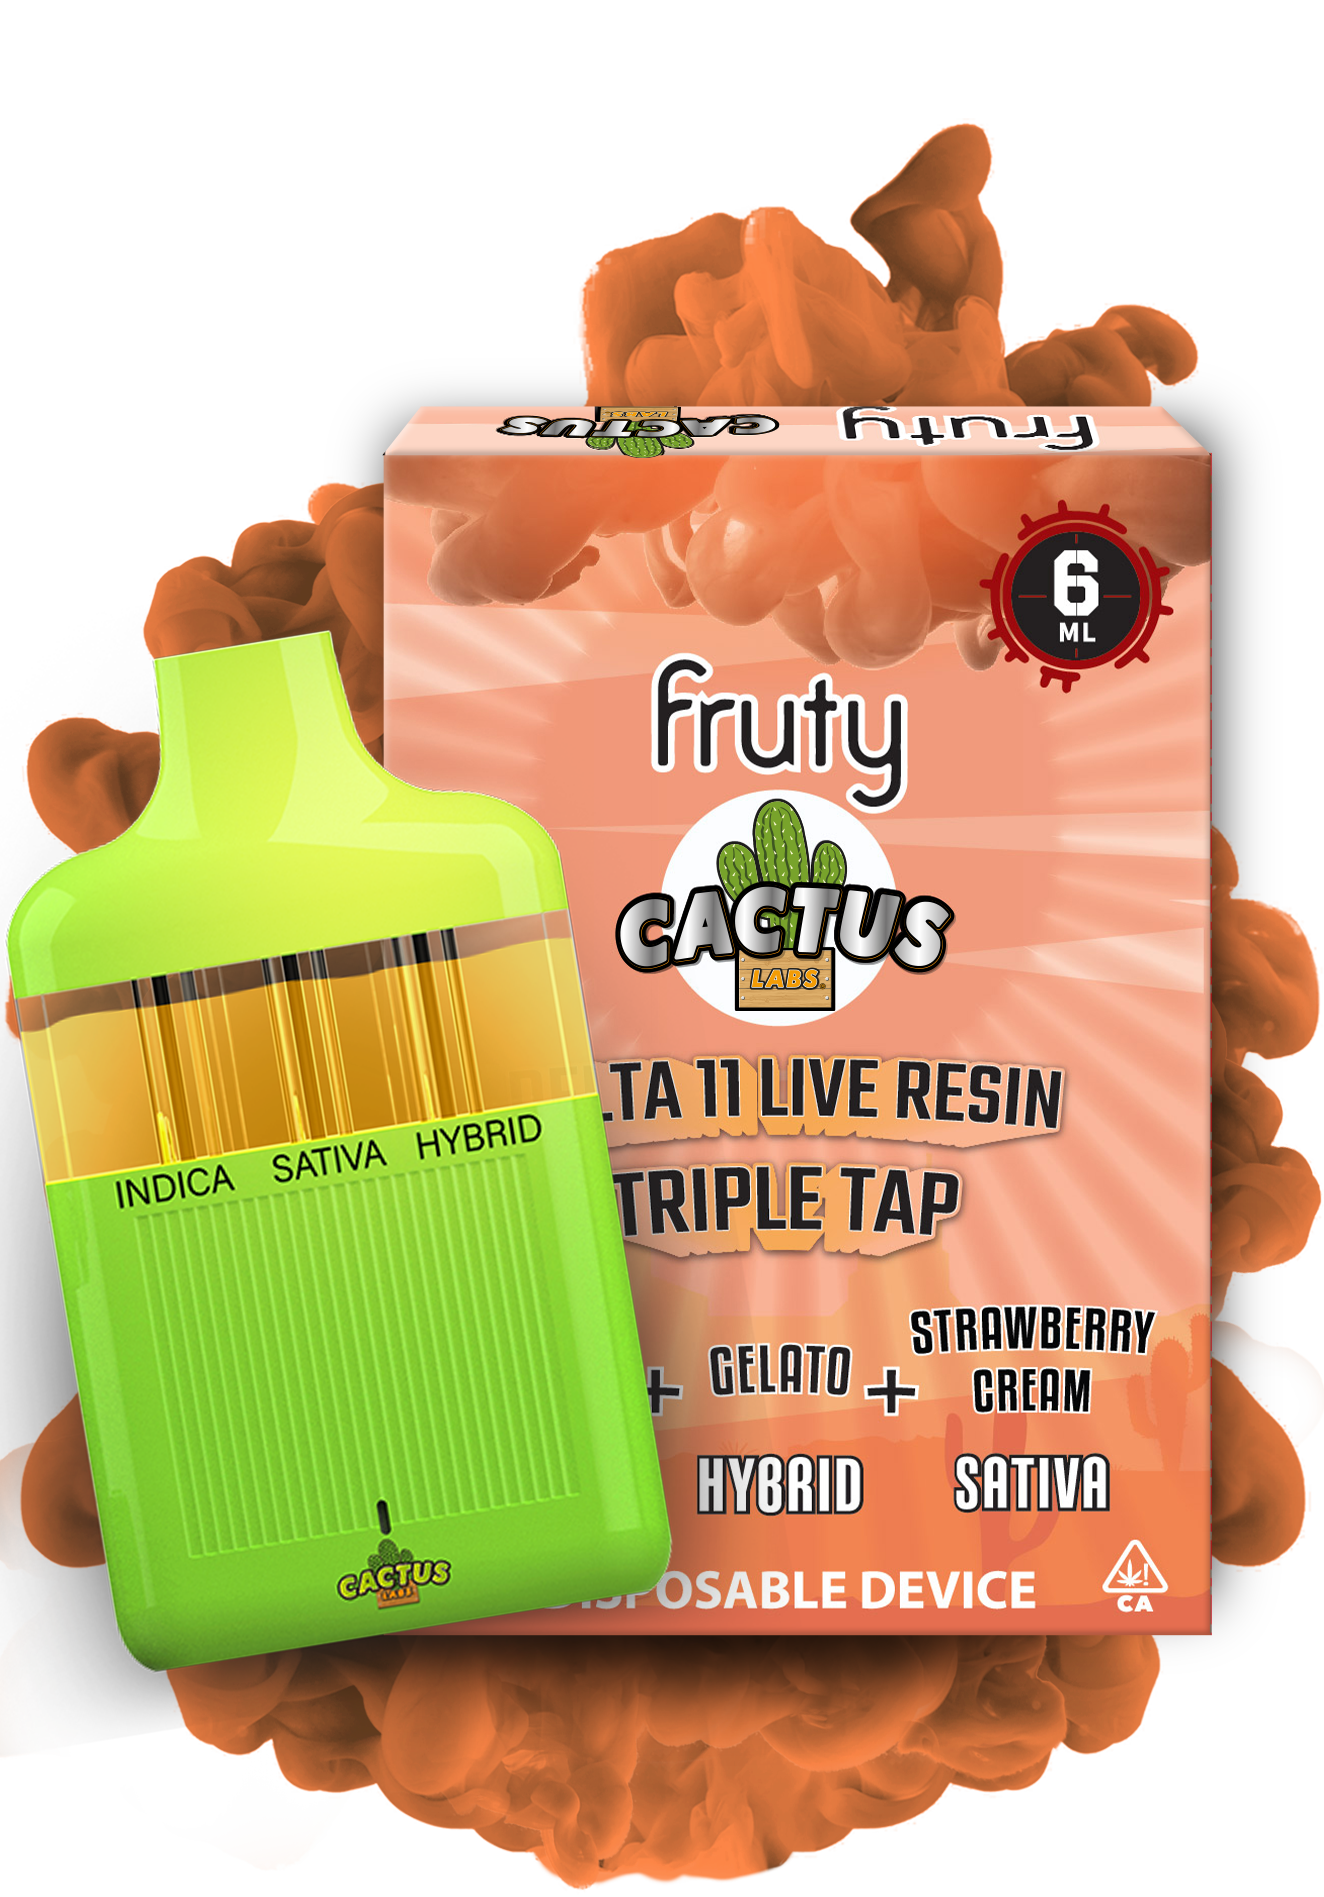 fruty
CACTUS
LABS
6
ML
fruty
CACTUS
LABS
LTA 11 LIVE RESIN
TRIPLE TAP
+ GELATO + STRAWBERRY
CREAM
HYBRID SATIVA
POSABLE DEVICE
CA
INDICA SATIVA HYBRID
CACTUS
LABS